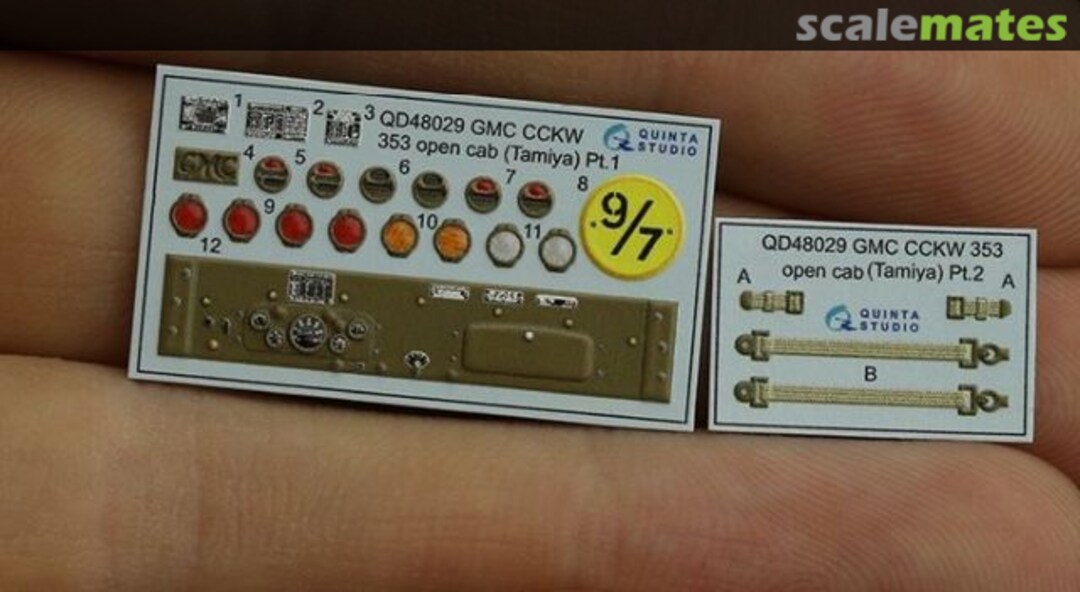 scalemates
1
2
3
QD48029 GMC CCKW
353 open cab (Tamiya) Pt.1
QUINTA
STUDIO
GMC
4
5
6
7
8
9/7
9
10
11
12
QD48029 GMC CCKW 353
open cab (Tamiya) Pt.2
A
A
QUINTA
STUDIO
B